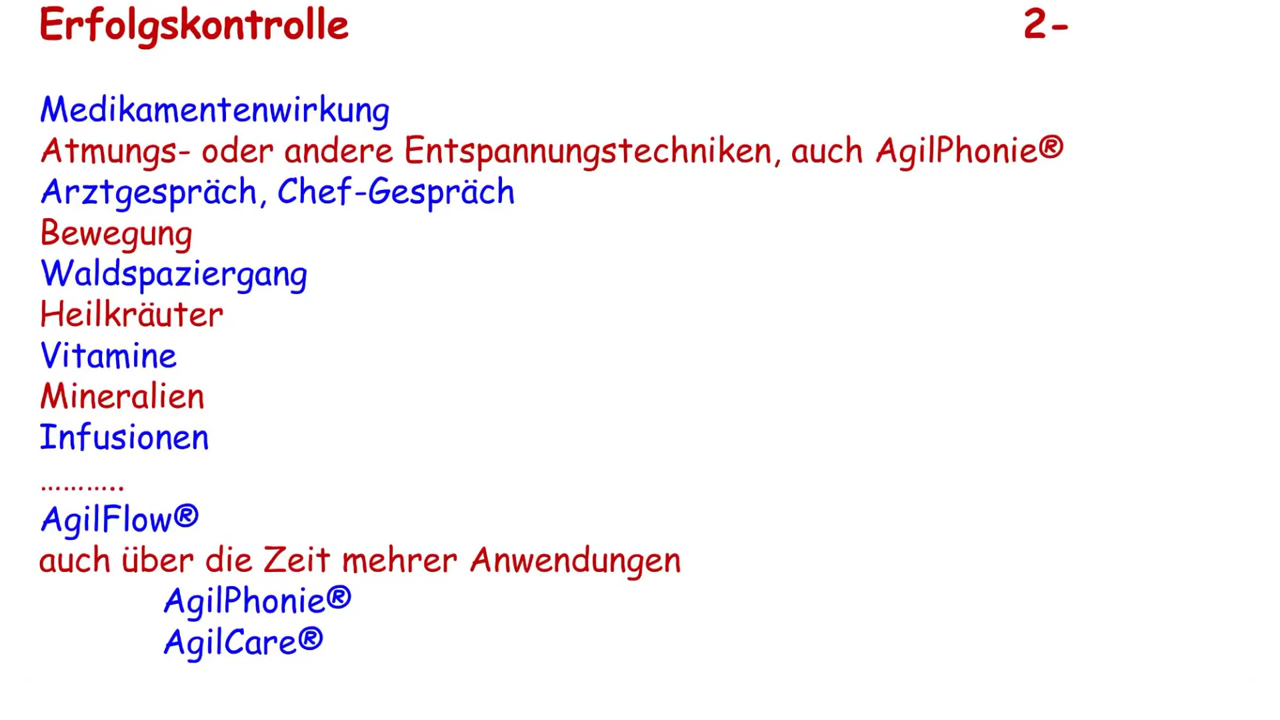 Erfolgskontrolle 2-
Medikamentenwirkung
Atmungs- oder andere Entspannungstechniken, auch AgilPhonie®
Arztgespräch, Chef-Gespräch
Bewegung
Waldspaziergang
Heilkräuter
Vitamine
Mineralien
Infusionen
………..
AgilFlow®
auch über die Zeit mehrer Anwendungen
AgilPhonie®
AgilCare®